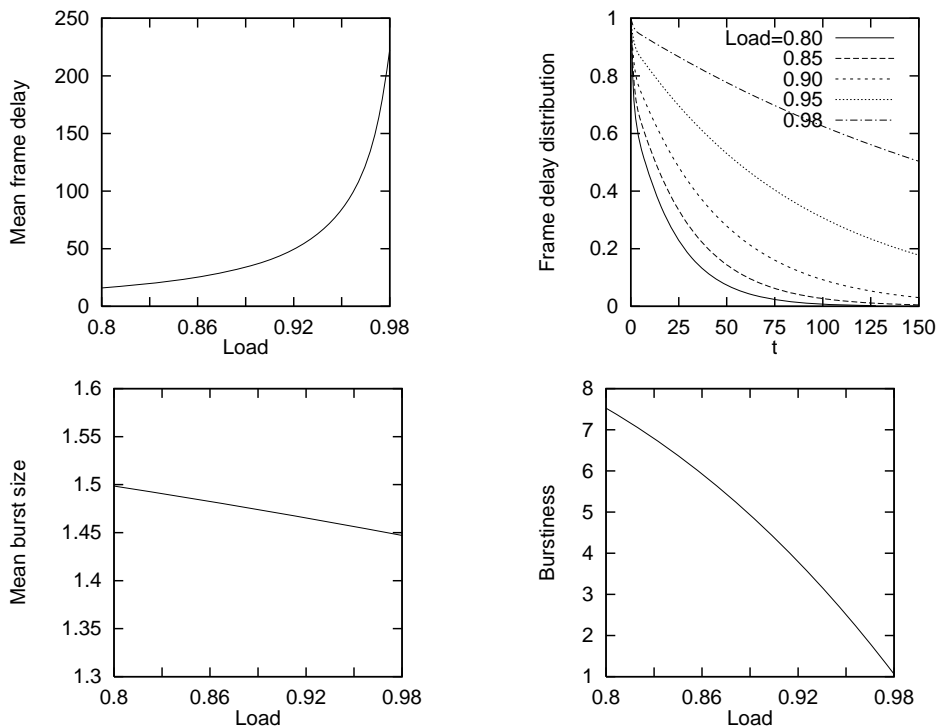 250
200
150
100
50
0
Mean frame delay
0.8 0.86 0.92 0.98
Load
1
0.8
0.6
0.4
0.2
0
Frame delay distribution
Load=0.80
0.85
0.90
0.95
0.98
0 25 50 75 100 125 150
t
1.6
1.55
1.5
1.45
1.4
1.35
1.3
Mean burst size
0.8 0.86 0.92 0.98
Load
8
7
6
5
4
3
2
1
Burstiness
0.8 0.86 0.92 0.98
Load